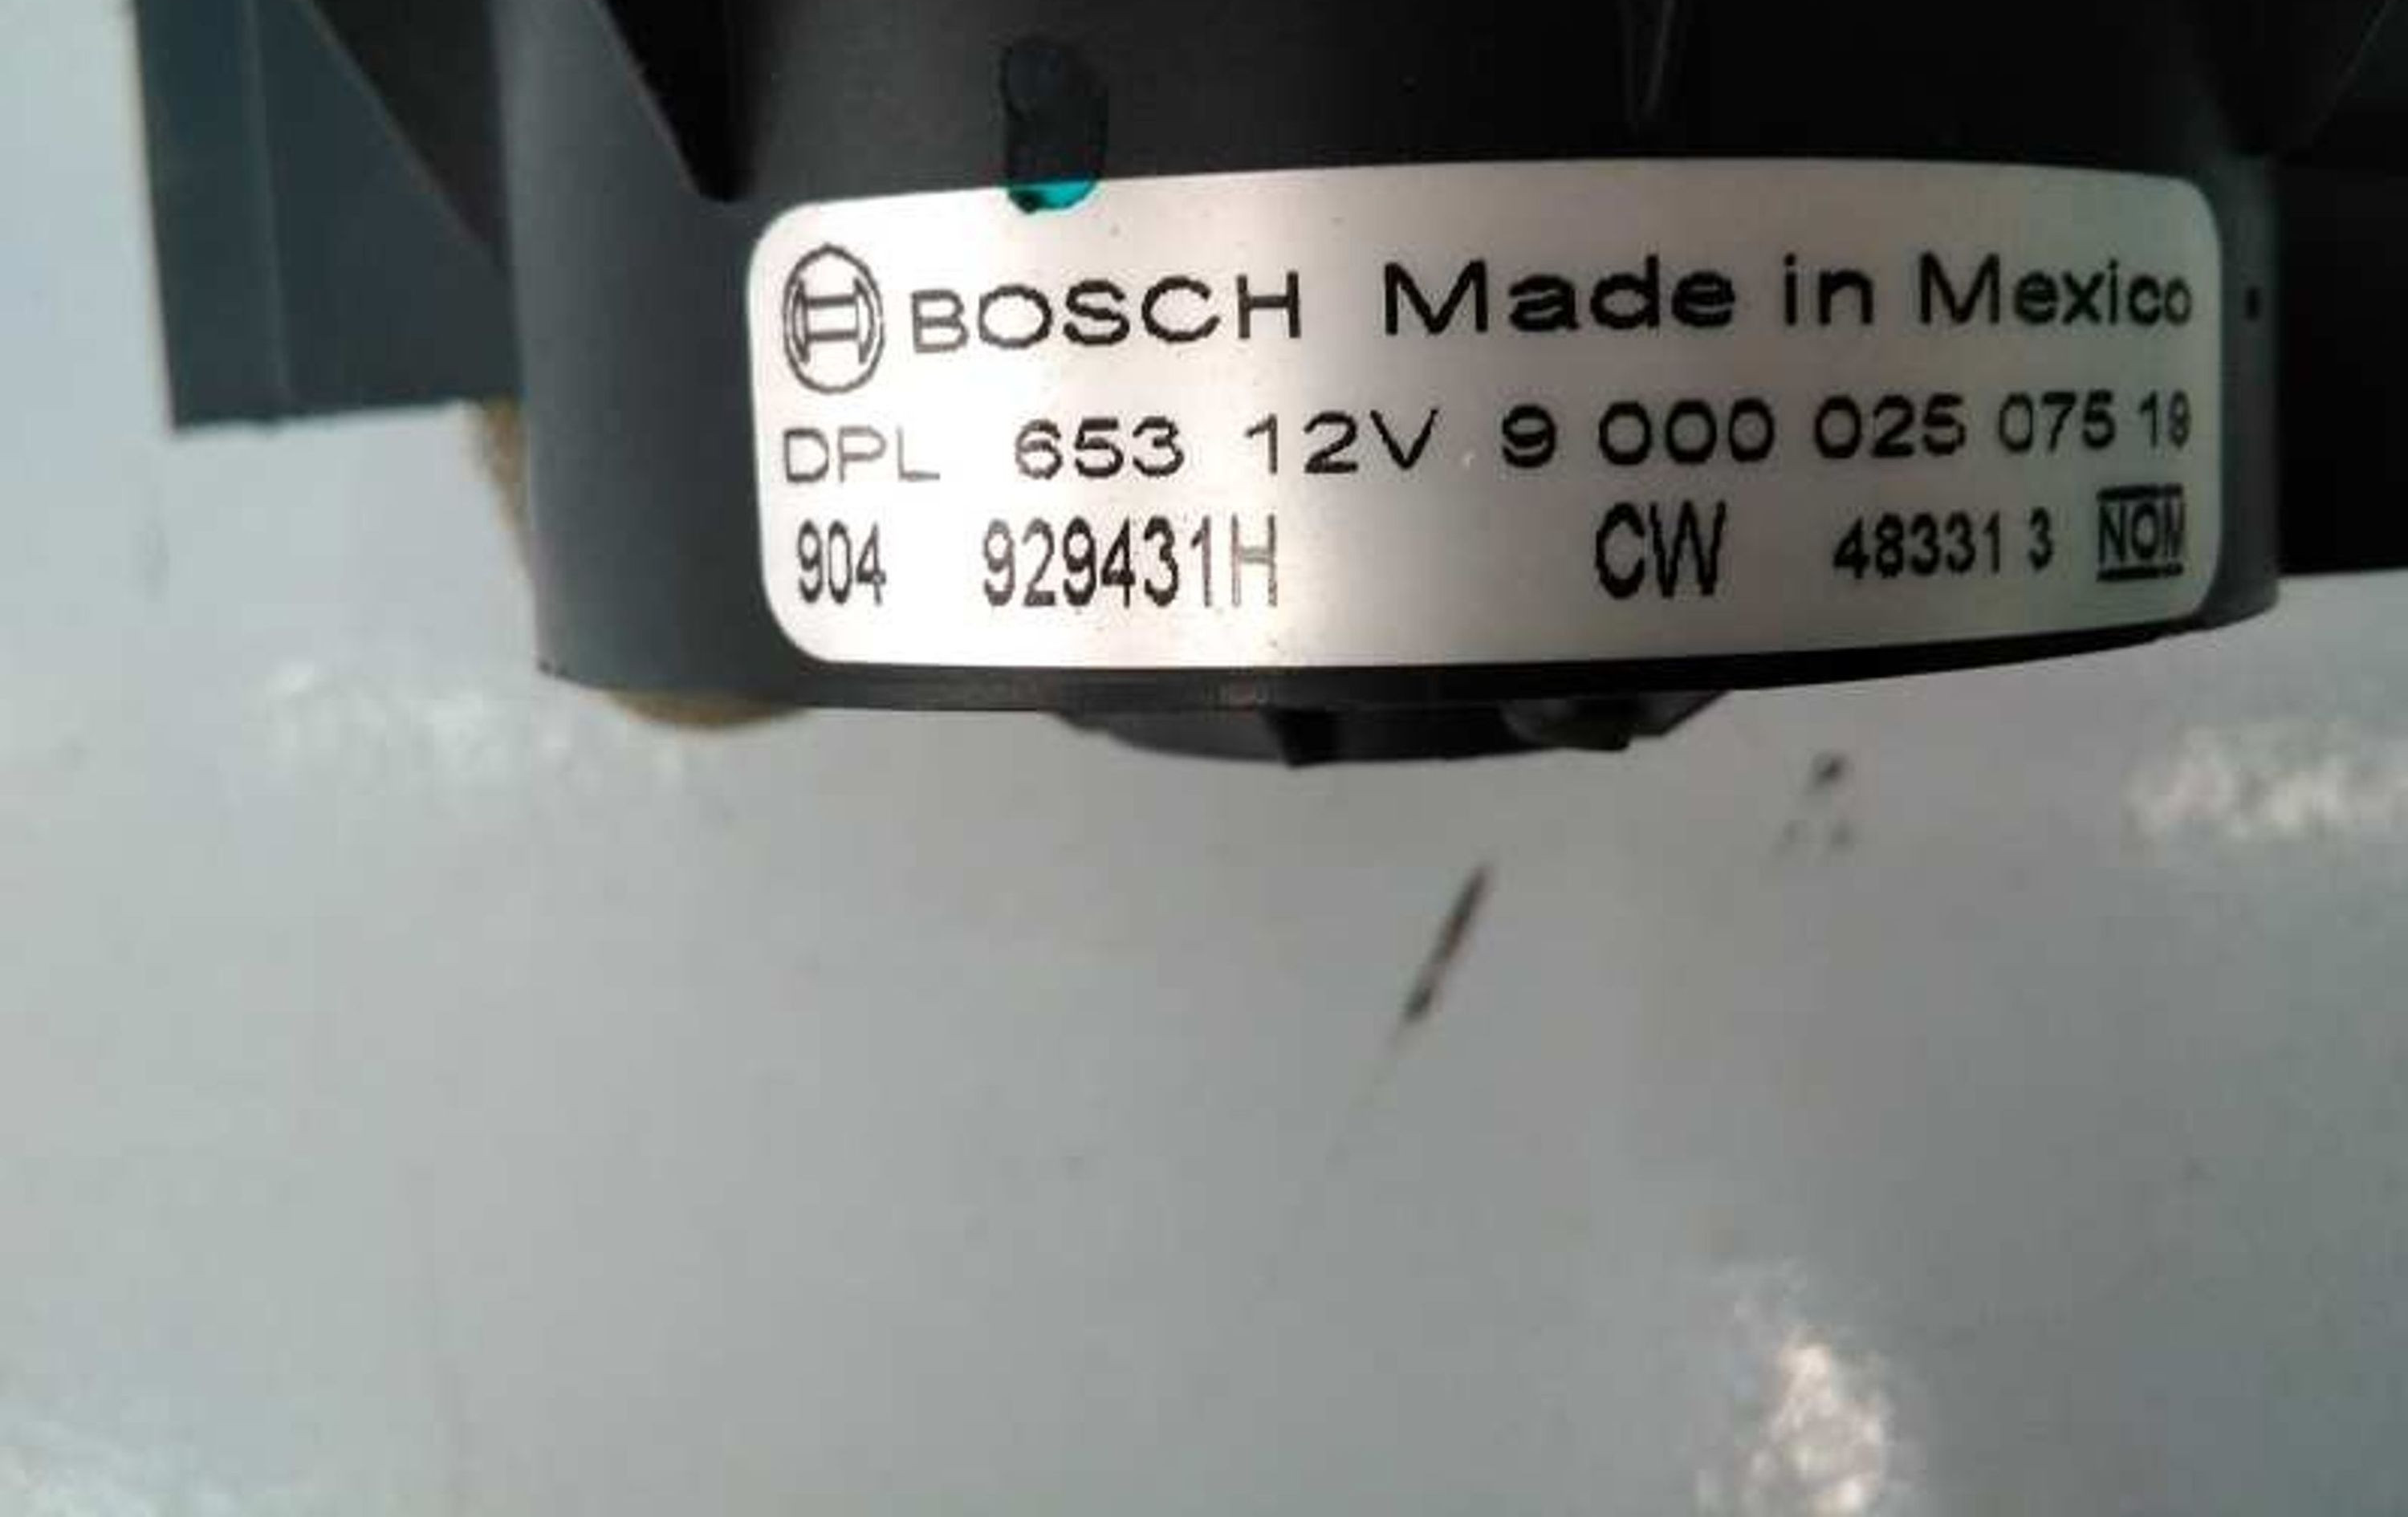 BOSCH Made in Mexico
DPL 653 12V 9 000 025 075 18
904 929431H CW 48331 3 NOM